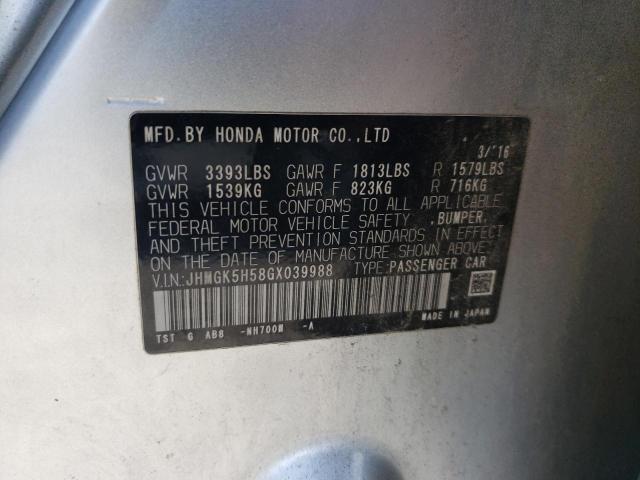 MFD.BY HONDA MOTOR CO.,LTD 3/'16
GVWR 3393LBS GAWR F 1813LBS R 1579LBS
GVWR 1539KG GAWR F 823KG R 716KG
THIS VEHICLE CONFORMS TO ALL APPLICABLE
FEDERAL MOTOR VEHICLE SAFETY ,BUMPER,
AND THEFT PREVENTION STANDARDS IN EFFECT
ON THE DATE OF MANUFACTURE SHOWN ABOVE.
V.I.N:JHMGK5H58GX039988 TYPE:PASSENGER CAR
TST G AB8 -NH700M -A MADE IN JAPAN